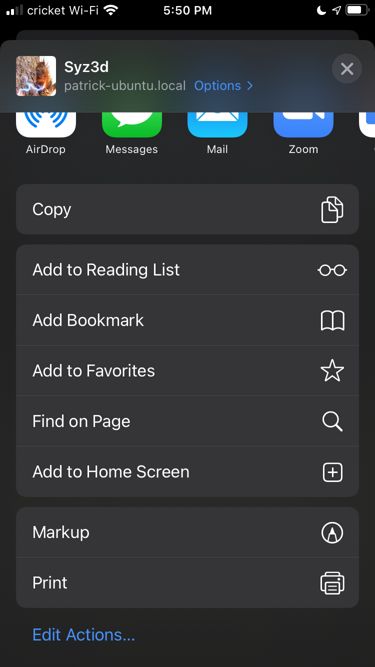 cricket Wi-Fi
5:50 PM
Syz3d
patrick-ubuntu.local Options >
AirDrop
Messages
Mail
Zoom
Copy
Add to Reading List
Add Bookmark
Add to Favorites
Find on Page
Add to Home Screen
Markup
Print
Edit Actions...